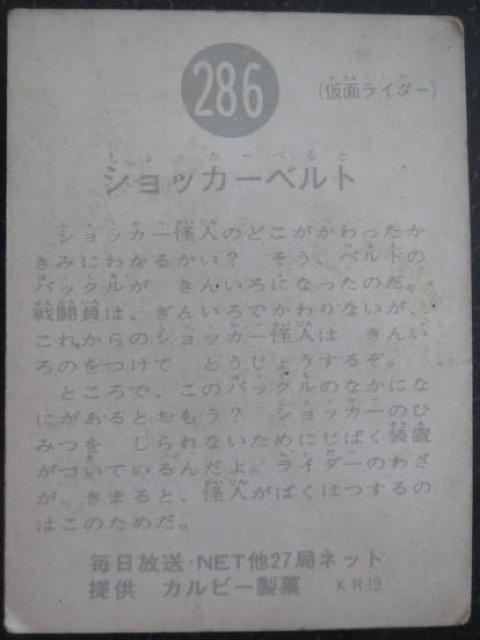 286
(仮面ライダー)
ショッカーベルト
ショッカー怪人のどこがかわったか
きみにわかるかい? そう、ベルトの
バックルが きんいろになったのだ。
戦闘員は、ぎんいろでかわりないが、
これからのショッカー怪人は きんい
ろのをつけて とうじょうするぞ。
ところで、このバックルのなかにな
にがあるとおもう? ショッカーのひ
みつを しられないためにじばく装置
がついているんだよ。ライダーのわざ
が、きまると、怪人がばくはつするの
はこのためだ。
毎日放送・NET他27局ネット
提供 カルビー製菓 KR13